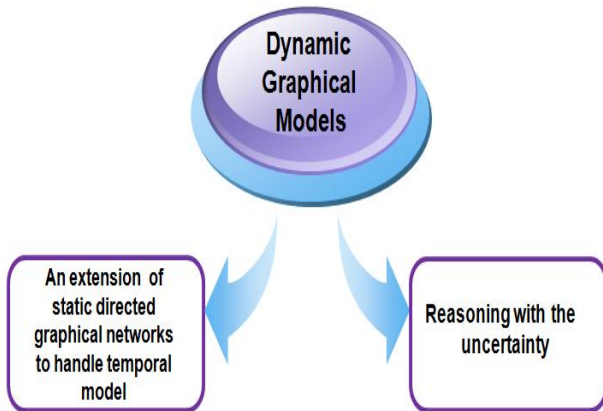 Dynamic
Graphical
Models
An extension of
static directed
graphical networks
to handle temporal
model
Reasoning with the
uncertainty